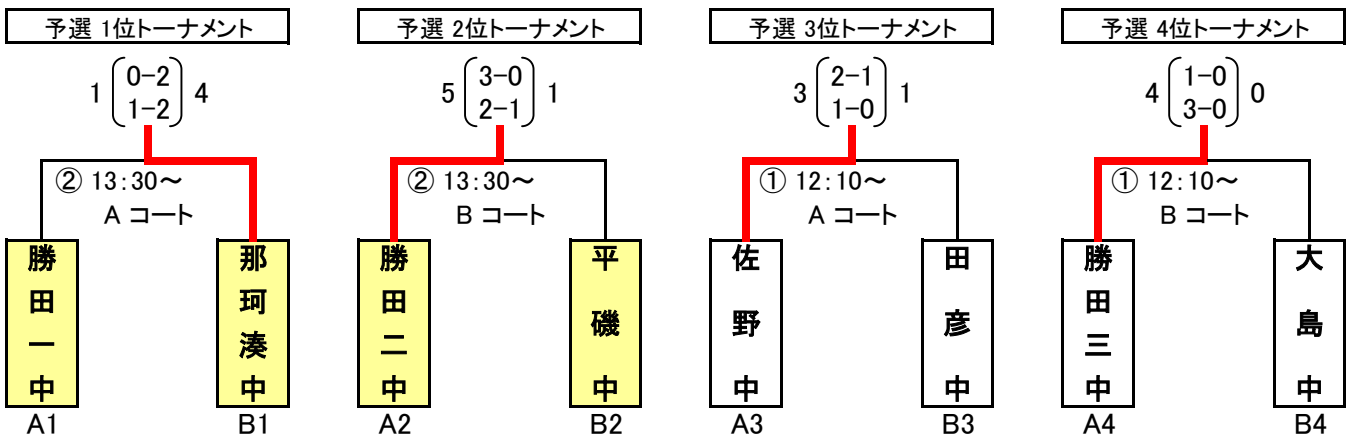 予選 1位トーナメント
1 0-2 4
1-2
② 13:30～
A コート
勝田一中
那珂湊中
A1
B1
予選 2位トーナメント
5 3-0 1
2-1
② 13:30～
B コート
勝田二中
平磯中
A2
B2
予選 3位トーナメント
3 2-1 1
1-0
① 12:10～
A コート
佐野中
田彦中
A3
B3
予選 4位トーナメント
4 1-0 0
3-0
① 12:10～
B コート
勝田三中
大島中
A4
B4